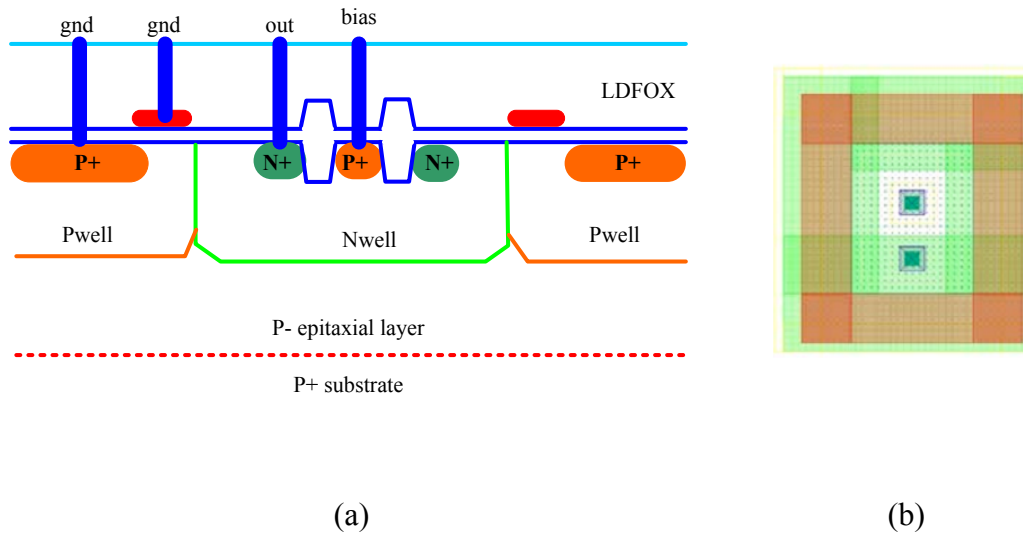 gnd gnd out bias
LDFOX
P+ N+ P+ N+ P+
Pwell Nwell Pwell
P- epitaxial layer
P+ substrate
(a) (b)